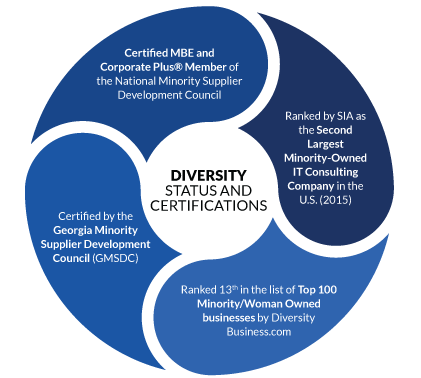 Certified MBE and
Corporate Plus® Member of
the National Minority Supplier
Development Council
Ranked by SIA as
the Second
Largest
Minority-Owned
IT Consulting
Company in the
U.S. (2015)
DIVERSITY
STATUS AND
CERTIFICATIONS
Certified by the
Georgia Minority
Supplier Development
Council (GMSDC)
Ranked 13th in the list of Top 100
Minority/Woman Owned
businesses by Diversity
Business.com